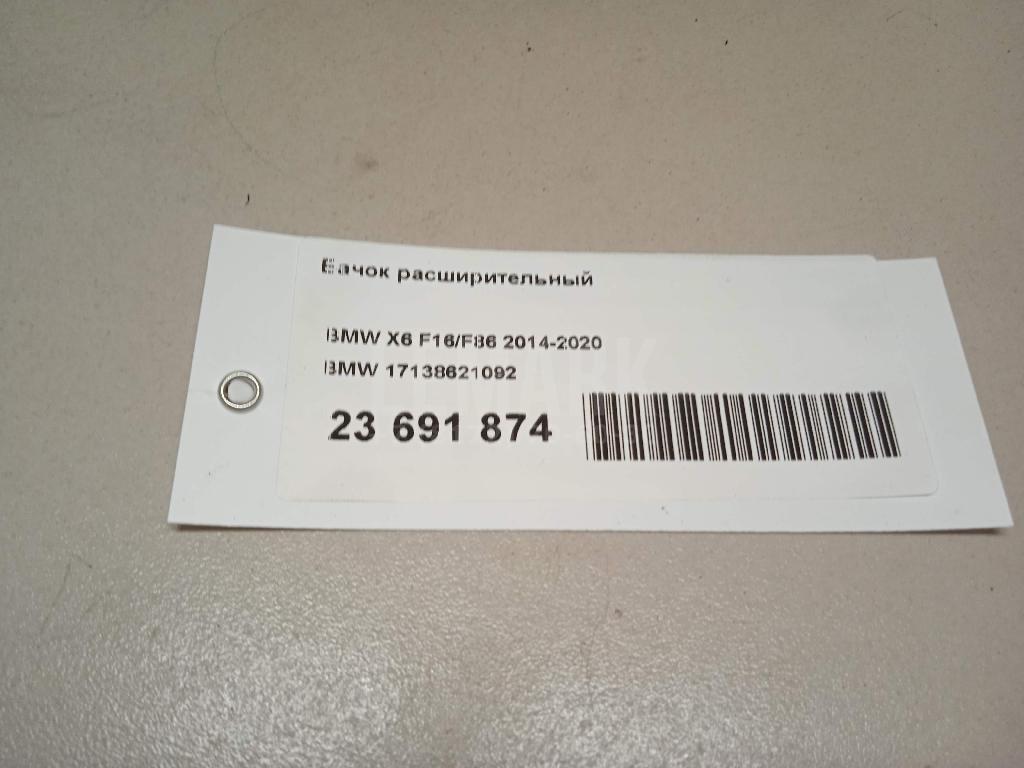 Бачок расширительный
BMW X6 F16/F86 2014-2020
BMW 17138621092
23 691 874